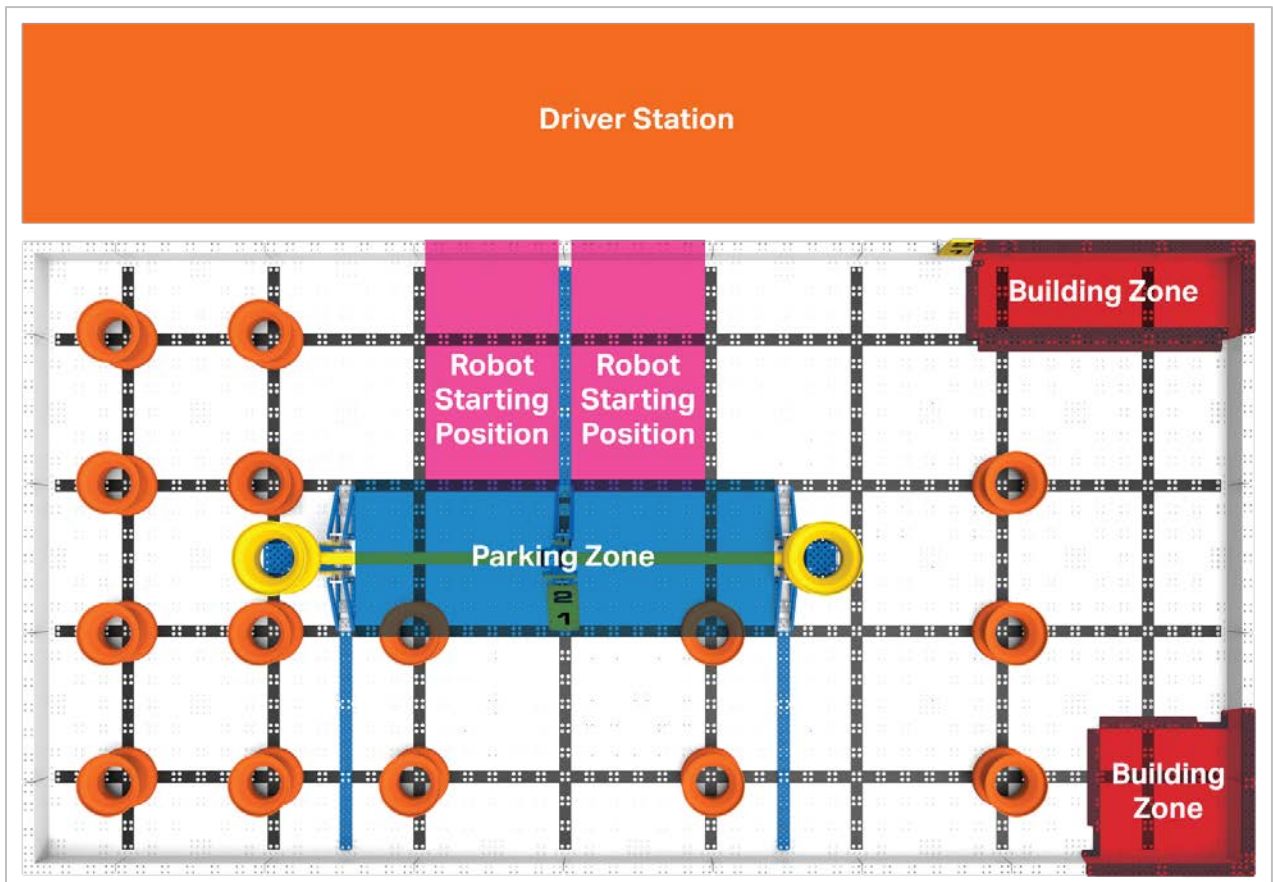 Driver Station
Building Zone
Robot
Starting
Position
Robot
Starting
Position
Parking Zone
2
1
Building
Zone